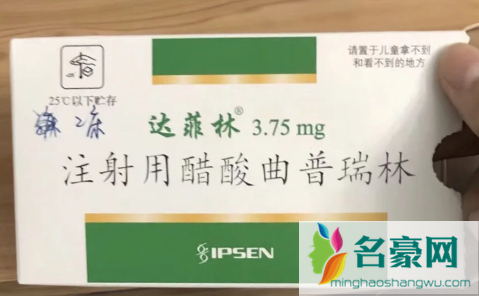 请置于儿童拿不到
和看不到的地方
25℃以下贮存
2床
达菲林® 3.75 mg
注射用醋酸曲普瑞林
IPSEN
名豪网
minghaoshangwu.com